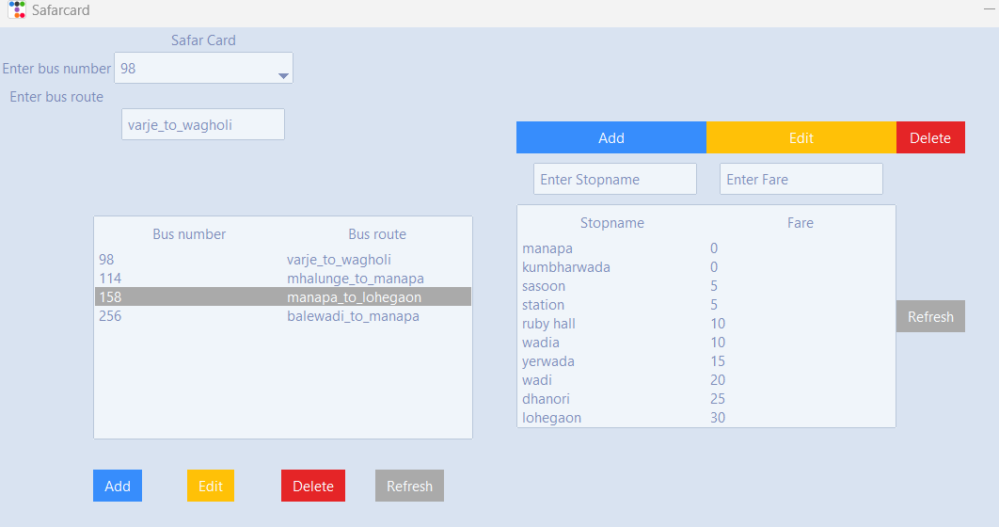 Safarcard
Safar Card
Enter bus number 98
Enter bus route
varje_to_wagholi
Add Edit Delete
Enter Stopname Enter Fare
Bus number Bus route
98 varje_to_wagholi
114 mhalunge_to_manapa
158 manapa_to_lohegaon
256 balewadi_to_manapa
Stopname Fare
manapa 0
kumbharwada 0
sasoon 5
station 5
ruby hall 10
wadia 10
yerwada 15
wadi 20
dhanori 25
lohegaon 30
Refresh
Add Edit Delete Refresh